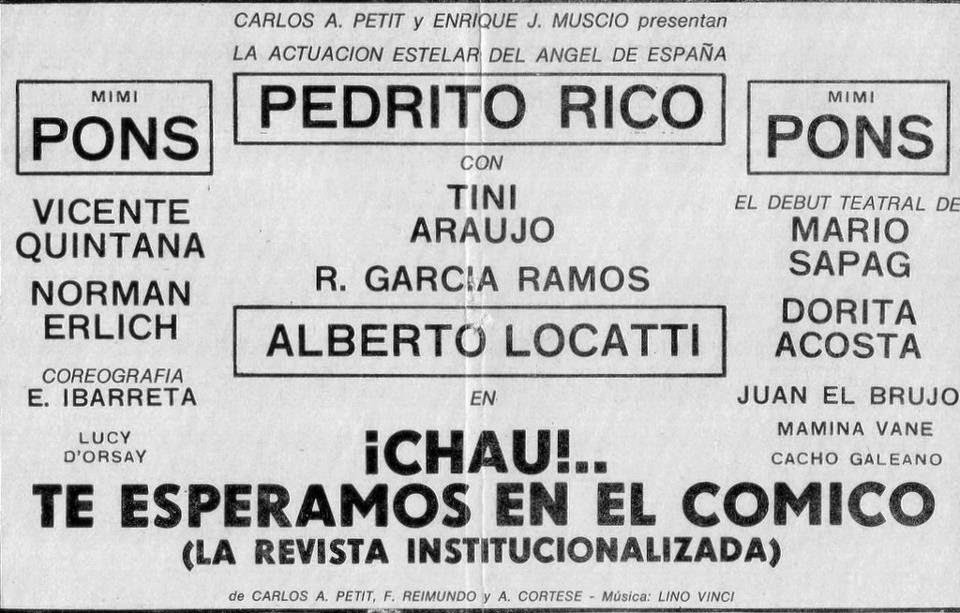 CARLOS A. PETIT y ENRIQUE J. MUSCIO presentan
LA ACTUACION ESTELAR DEL ANGEL DE ESPAÑA
MIMI
PONS
PEDRITO RICO
MIMI
PONS
VICENTE
QUINTANA
NORMAN
ERLICH
COREOGRAFIA
E. IBARRETA
LUCY
D'ORSAY
CON
TINI
ARAUJO
R. GARCIA RAMOS
ALBERTO LOCATTI
EN
EL DEBUT TEATRAL DE
MARIO
SAPAG
DORITA
ACOSTA
JUAN EL BRUJO
MAMINA VANE
CACHO GALEANO
¡CHAU!..
TE ESPERAMOS EN EL COMICO
(LA REVISTA INSTITUCIONALIZADA)
de CARLOS A. PETIT, F. REIMUNDO y A. CORTESE - Música: LINO VINCI